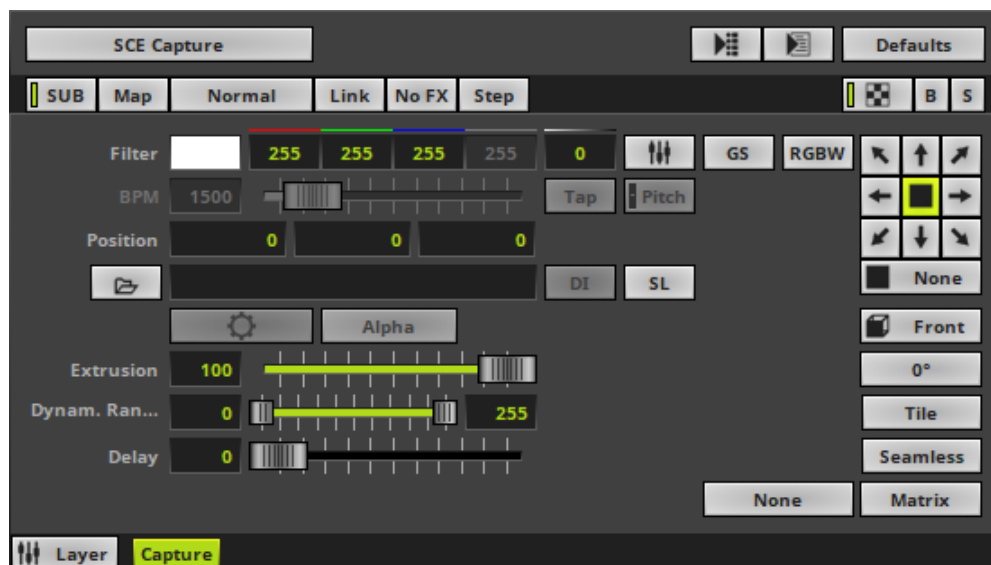 SCE Capture Defaults
SUB Map Normal Link No FX Step B S
Filter 255 255 255 255 0 GS RGBW
BPM 1500 Tap Pitch
Position 0 0 0
DI SL None
Alpha Front
Extrusion 100 0°
Dynam. Ran... 0 255 Tile
Delay 0 Seamless
None Matrix
Layer Capture